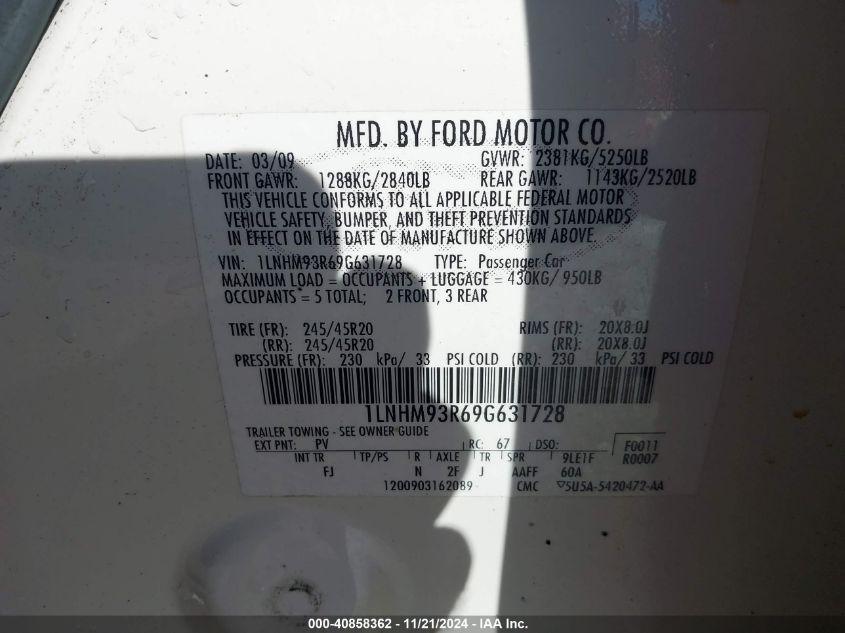 MFD. BY FORD MOTOR CO.
DATE: 03/09 GVWR: 2381KG/5250LB
FRONT GAWR: 1288KG/2840LB REAR GAWR: 1143KG/2520LB
THIS VEHICLE CONFORMS TO ALL APPLICABLE FEDERAL MOTOR
VEHICLE SAFETY, BUMPER, AND THEFT PREVENTION STANDARDS
IN EFFECT ON THE DATE OF MANUFACTURE SHOWN ABOVE.
VIN: 1LNHM93R69G631728 TYPE: Passenger Car
MAXIMUM LOAD = OCCUPANTS + LUGGAGE = 430KG/ 950LB
OCCUPANTS = 5 TOTAL; 2 FRONT, 3 REAR
TIRE (FR): 245/45R20 RIMS (FR): 20X8.0J
(RR): 245/45R20 (RR): 20X8.0J
PRESSURE (FR): 230 kPa/ 33 PSI COLD (RR): 230 kPa/ 33 PSI COLD
1LNHM93R69G631728
TRAILER TOWING - SEE OWNER GUIDE
EXT PNT: PV RC: 67 DSO: F0011
INT TR TP/PS R AXLE TR SPR 9LE1F R0007
FJ N 2F J AAFF 60A
1200903162089 CMC ▽5U5A-5420472-AA
000-40858362 - 11/21/2024 - IAA Inc.